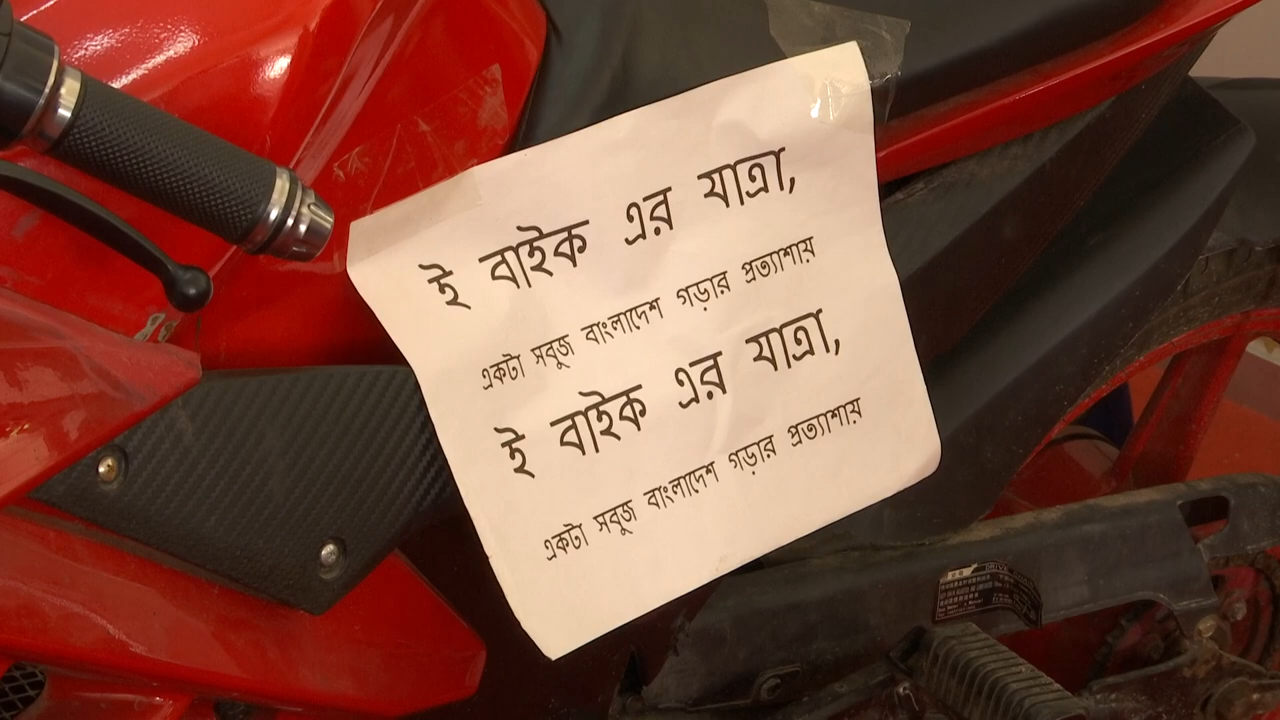 ই বাইক এর যাত্রা,
একটা সবুজ বাংলাদেশ গড়ার প্রত্যাশায়
ই বাইক এর যাত্রা,
একটা সবুজ বাংলাদেশ গড়ার প্রত্যাশায়